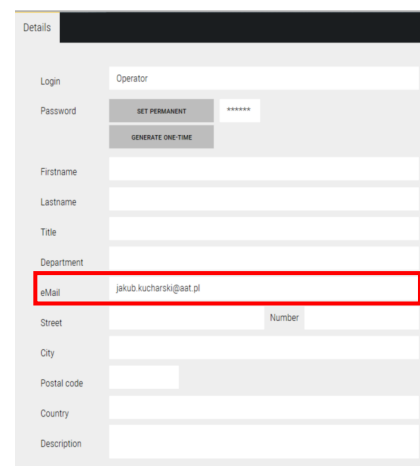 Details
Login Operator
Password SET PERMANENT ******
GENERATE ONE-TIME
Firstname
Lastname
Title
Department
eMail jakub.kucharski@aat.pl
Street Number
City
Postal code
Country
Description